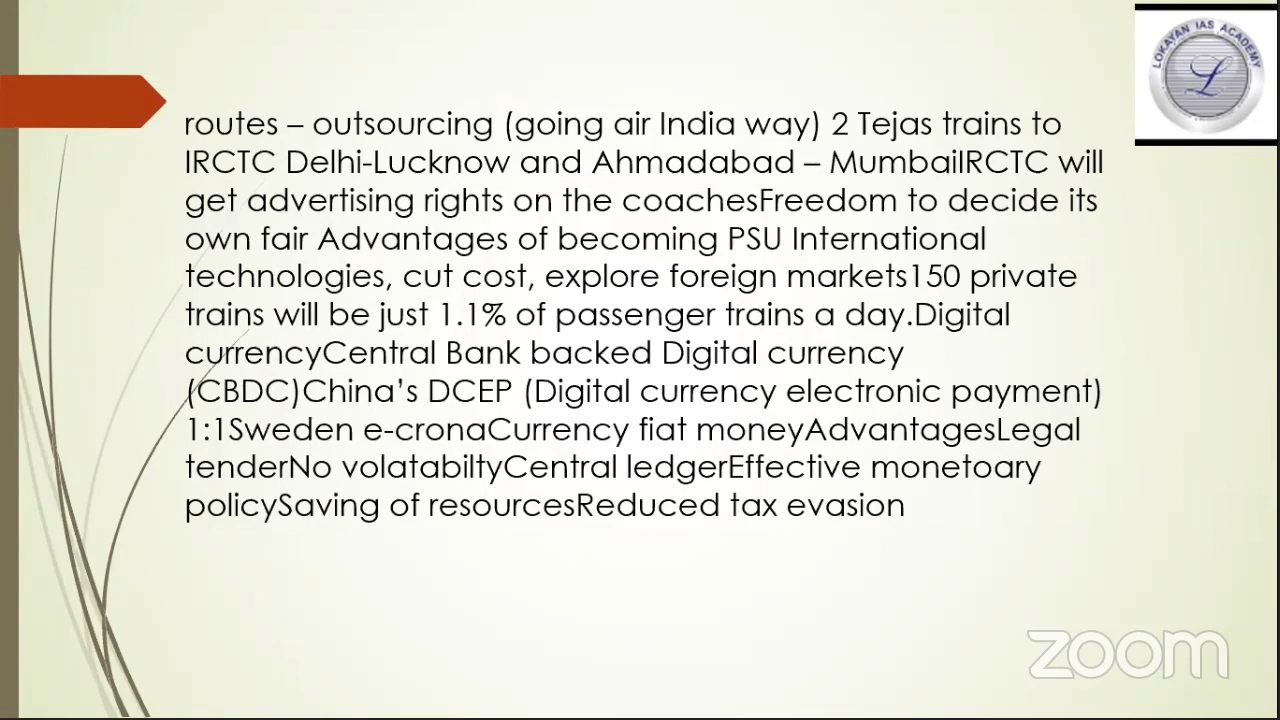 LOKAYAN IAS ACADEMY
L
routes – outsourcing (going air India way) 2 Tejas trains to
IRCTC Delhi-Lucknow and Ahmadabad – MumbaiIRCTC will
get advertising rights on the coachesFreedom to decide its
own fair Advantages of becoming PSU International
technologies, cut cost, explore foreign markets150 private
trains will be just 1.1% of passenger trains a day.Digital
currencyCentral Bank backed Digital currency
(CBDC)China’s DCEP (Digital currency electronic payment)
1:1Sweden e-cronaCurrency fiat moneyAdvantagesLegal
tenderNo volatabiltyCentral ledgerEffective monetoary
policySaving of resourcesReduced tax evasion
zoom